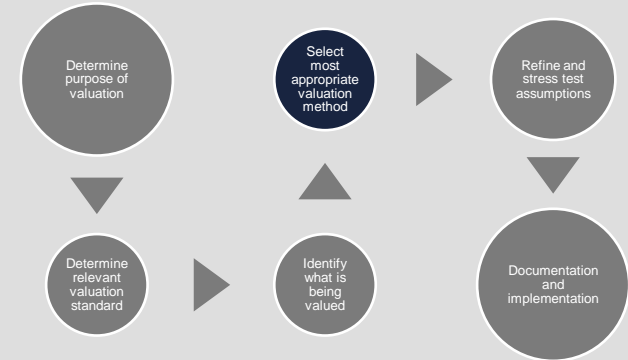 Determine
purpose of
valuation
Determine
relevant
valuation
standard
Identify
what is
being
valued
Select
most
appropriate
valuation
method
Refine and
stress test
assumptions
Documentation
and
implementation